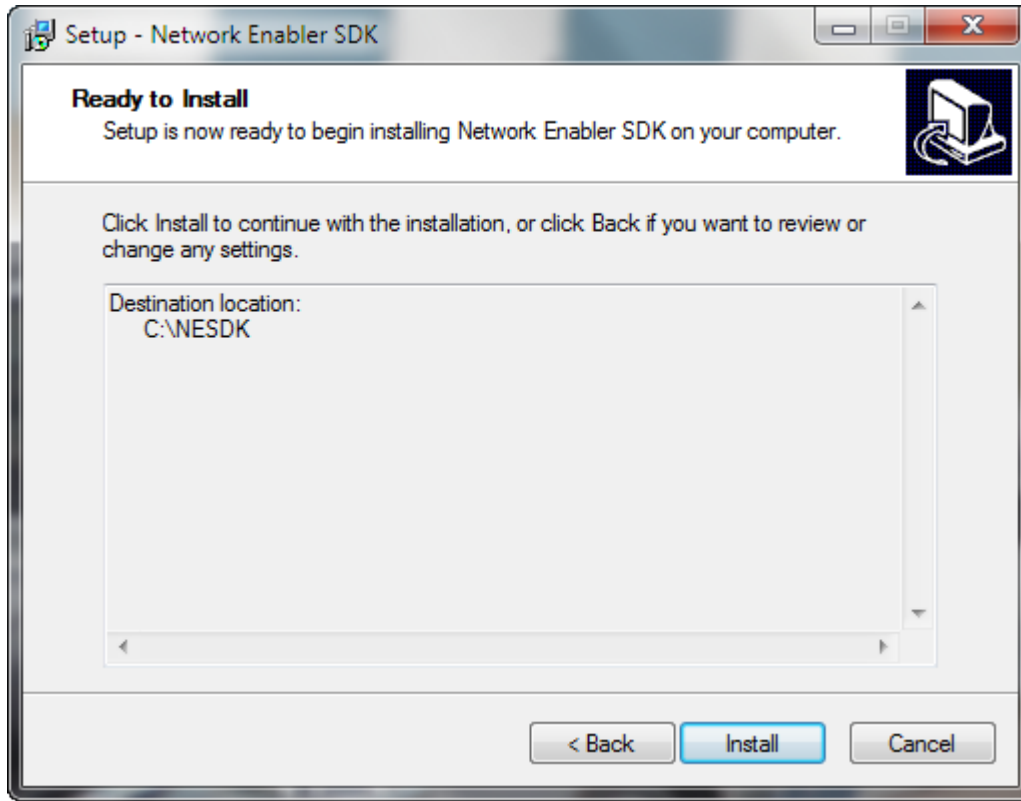 Setup - Network Enabler SDK
Ready to Install
Setup is now ready to begin installing Network Enabler SDK on your computer.
Click Install to continue with the installation, or click Back if you want to review or
change any settings.
Destination location:
C:\NESDK
< Back
Install
Cancel